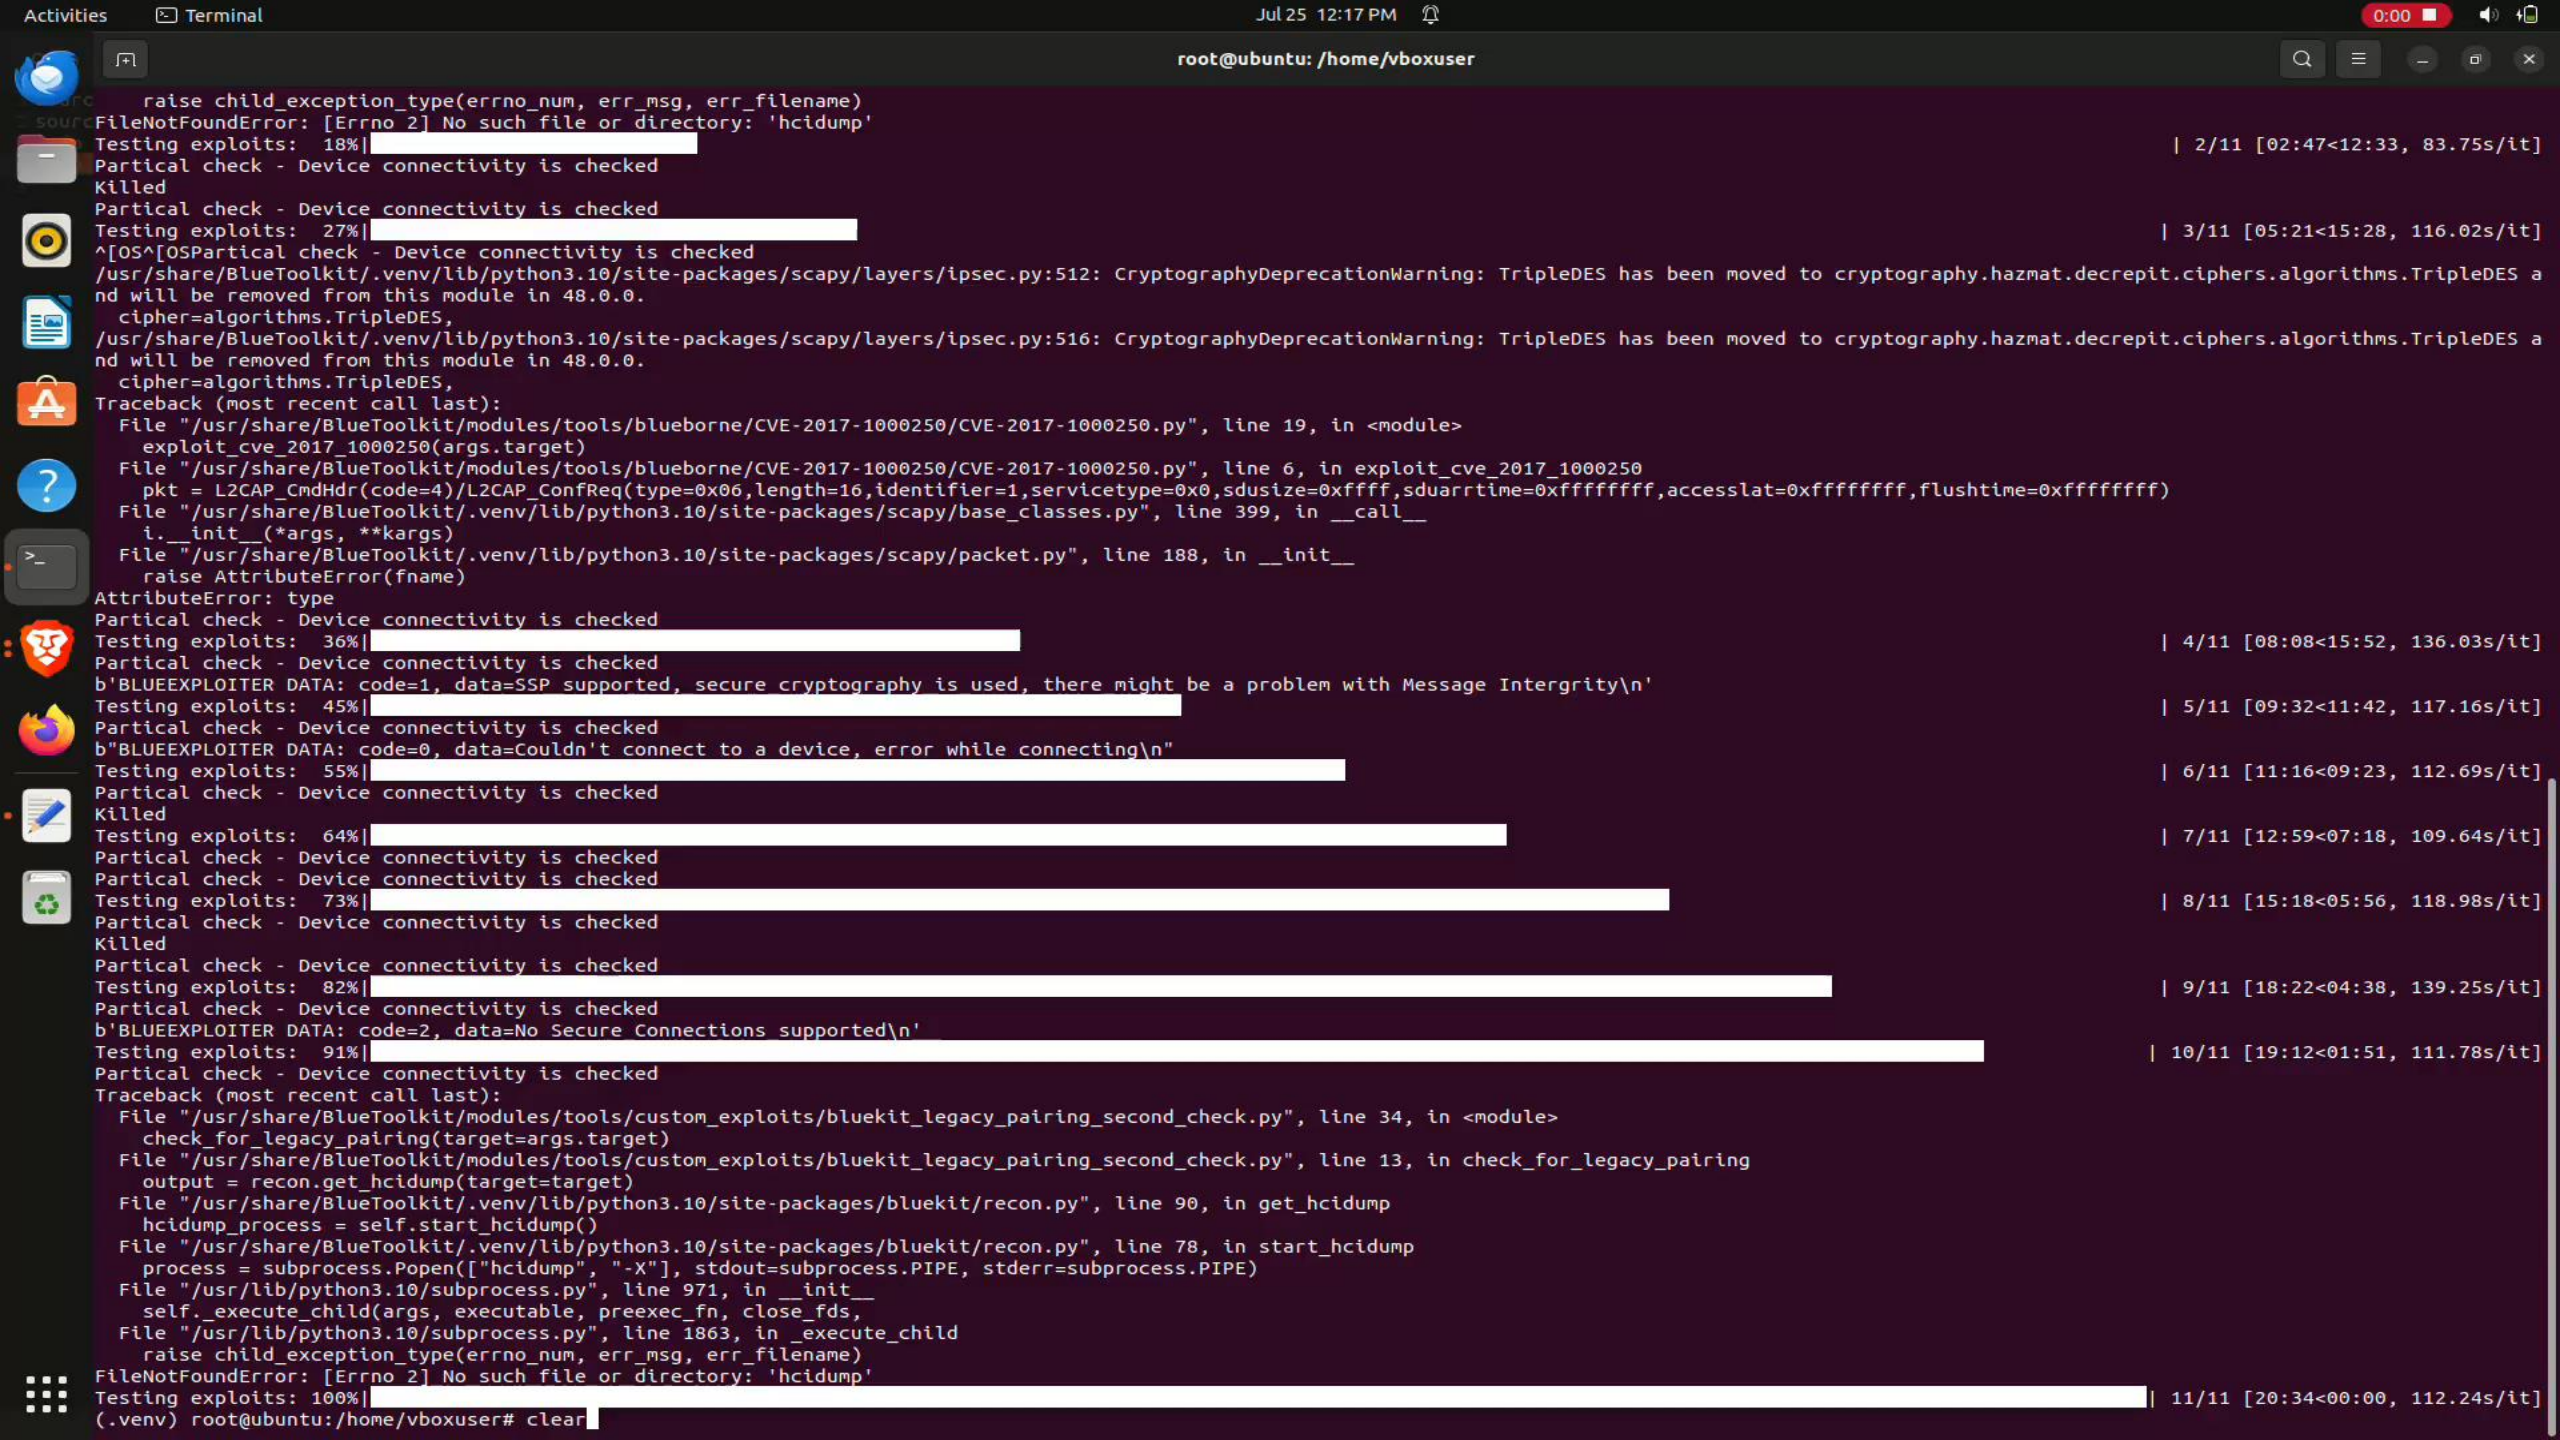 Activities
Terminal
Jul 25 12:17 PM
0:00
root@ubuntu: /home/vboxuser
raise child_exception_type(errno_num, err_msg, err_filename)
FileNotFoundError: [Errno 2] No such file or directory: 'hcidump'
Testing exploits:  18%| | 2/11 [02:47<12:33, 83.75s/it]
Partical check - Device connectivity is checked
Killed
Partical check - Device connectivity is checked
Testing exploits:  27%| | 3/11 [05:21<15:28, 116.02s/it]
^[OS^[OSPartical check - Device connectivity is checked
/usr/share/BlueToolkit/.venv/lib/python3.10/site-packages/scapy/layers/ipsec.py:512: CryptographyDeprecationWarning: TripleDES has been moved to cryptography.hazmat.decrepit.ciphers.algorithms.TripleDES a
nd will be removed from this module in 48.0.0.
cipher=algorithms.TripleDES,
/usr/share/BlueToolkit/.venv/lib/python3.10/site-packages/scapy/layers/ipsec.py:516: CryptographyDeprecationWarning: TripleDES has been moved to cryptography.hazmat.decrepit.ciphers.algorithms.TripleDES a
nd will be removed from this module in 48.0.0.
cipher=algorithms.TripleDES,
Traceback (most recent call last):
File "/usr/share/BlueToolkit/modules/tools/blueborne/CVE-2017-1000250/CVE-2017-1000250.py", line 19, in <module>
exploit_cve_2017_1000250(args.target)
File "/usr/share/BlueToolkit/modules/tools/blueborne/CVE-2017-1000250/CVE-2017-1000250.py", line 6, in exploit_cve_2017_1000250
pkt = L2CAP_CmdHdr(code=4)/L2CAP_ConfReq(type=0x06,length=16,identifier=1,servicetype=0x0,sdusize=0xffff,sduarrtime=0xffffffff,accesslat=0xffffffff,flushtime=0xffffffff)
File "/usr/share/BlueToolkit/.venv/lib/python3.10/site-packages/scapy/base_classes.py", line 399, in __call__
i.__init__(*args, **kargs)
File "/usr/share/BlueToolkit/.venv/lib/python3.10/site-packages/scapy/packet.py", line 188, in __init__
raise AttributeError(fname)
AttributeError: type
Partical check - Device connectivity is checked
Testing exploits:  36%| | 4/11 [08:08<15:52, 136.03s/it]
Partical check - Device connectivity is checked
b'BLUEEXPLOITER DATA: code=1, data=SSP supported, secure cryptography is used, there might be a problem with Message Intergrity\n'
Testing exploits:  45%| | 5/11 [09:32<11:42, 117.16s/it]
Partical check - Device connectivity is checked
b"BLUEEXPLOITER DATA: code=0, data=Couldn't connect to a device, error while connecting\n"
Testing exploits:  55%| | 6/11 [11:16<09:23, 112.69s/it]
Partical check - Device connectivity is checked
Killed
Testing exploits:  64%| | 7/11 [12:59<07:18, 109.64s/it]
Partical check - Device connectivity is checked
Partical check - Device connectivity is checked
Testing exploits:  73%| | 8/11 [15:18<05:56, 118.98s/it]
Partical check - Device connectivity is checked
Killed
Partical check - Device connectivity is checked
Testing exploits:  82%| | 9/11 [18:22<04:38, 139.25s/it]
Partical check - Device connectivity is checked
b'BLUEEXPLOITER DATA: code=2, data=No Secure Connections supported\n'
Testing exploits:  91%| | 10/11 [19:12<01:51, 111.78s/it]
Partical check - Device connectivity is checked
Traceback (most recent call last):
File "/usr/share/BlueToolkit/modules/tools/custom_exploits/bluekit_legacy_pairing_second_check.py", line 34, in <module>
check_for_legacy_pairing(target=args.target)
File "/usr/share/BlueToolkit/modules/tools/custom_exploits/bluekit_legacy_pairing_second_check.py", line 13, in check_for_legacy_pairing
output = recon.get_hcidump(target=target)
File "/usr/share/BlueToolkit/.venv/lib/python3.10/site-packages/bluekit/recon.py", line 90, in get_hcidump
hcidump_process = self.start_hcidump()
File "/usr/share/BlueToolkit/.venv/lib/python3.10/site-packages/bluekit/recon.py", line 78, in start_hcidump
process = subprocess.Popen(["hcidump", "-X"], stdout=subprocess.PIPE, stderr=subprocess.PIPE)
File "/usr/lib/python3.10/subprocess.py", line 971, in __init__
self._execute_child(args, executable, preexec_fn, close_fds,
File "/usr/lib/python3.10/subprocess.py", line 1863, in _execute_child
raise child_exception_type(errno_num, err_msg, err_filename)
FileNotFoundError: [Errno 2] No such file or directory: 'hcidump'
Testing exploits: 100%| | 11/11 [20:34<00:00, 112.24s/it]
(.venv) root@ubuntu:/home/vboxuser# clear